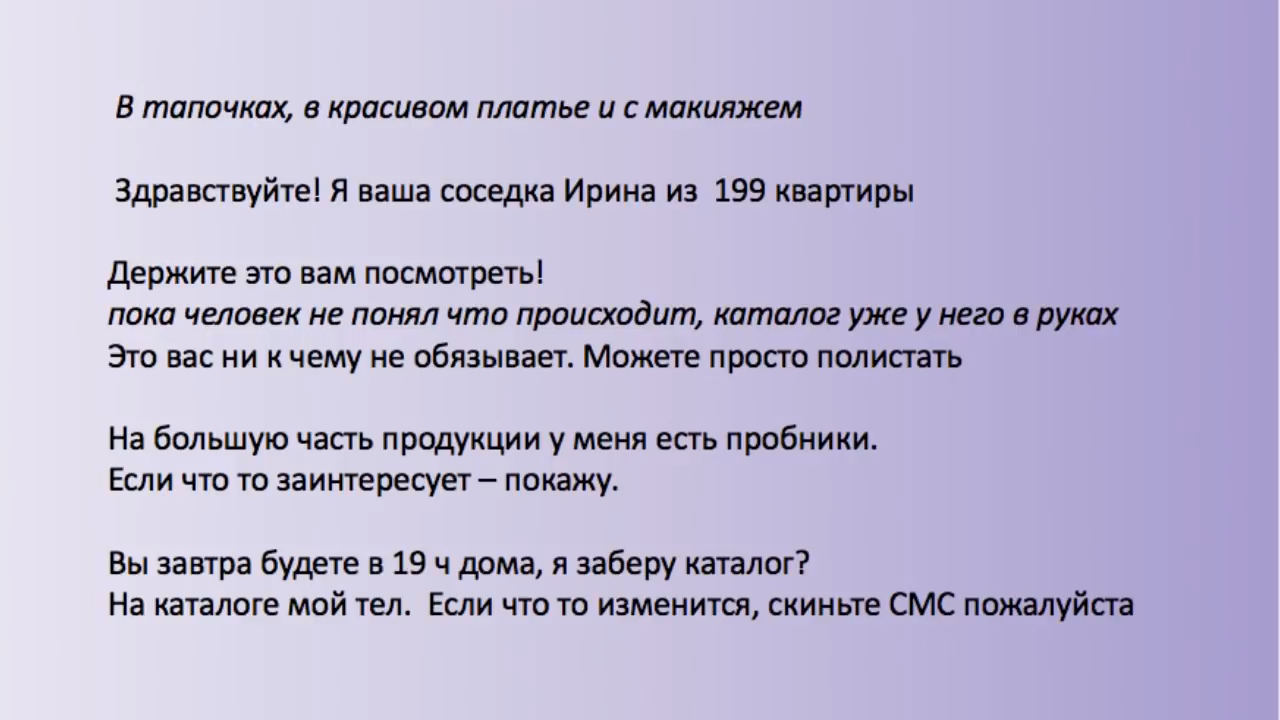 В тапочках, в красивом платье и с макияжем
Здравствуйте! Я ваша соседка Ирина из  199 квартиры
Держите это вам посмотреть!
пока человек не понял что происходит, каталог уже у него в руках
Это вас ни к чему не обязывает. Можете просто полистать
На большую часть продукции у меня есть пробники.
Если что то заинтересует – покажу.
Вы завтра будете в 19 ч дома, я заберу каталог?
На каталоге мой тел.  Если что то изменится, скиньте СМС пожалуйста